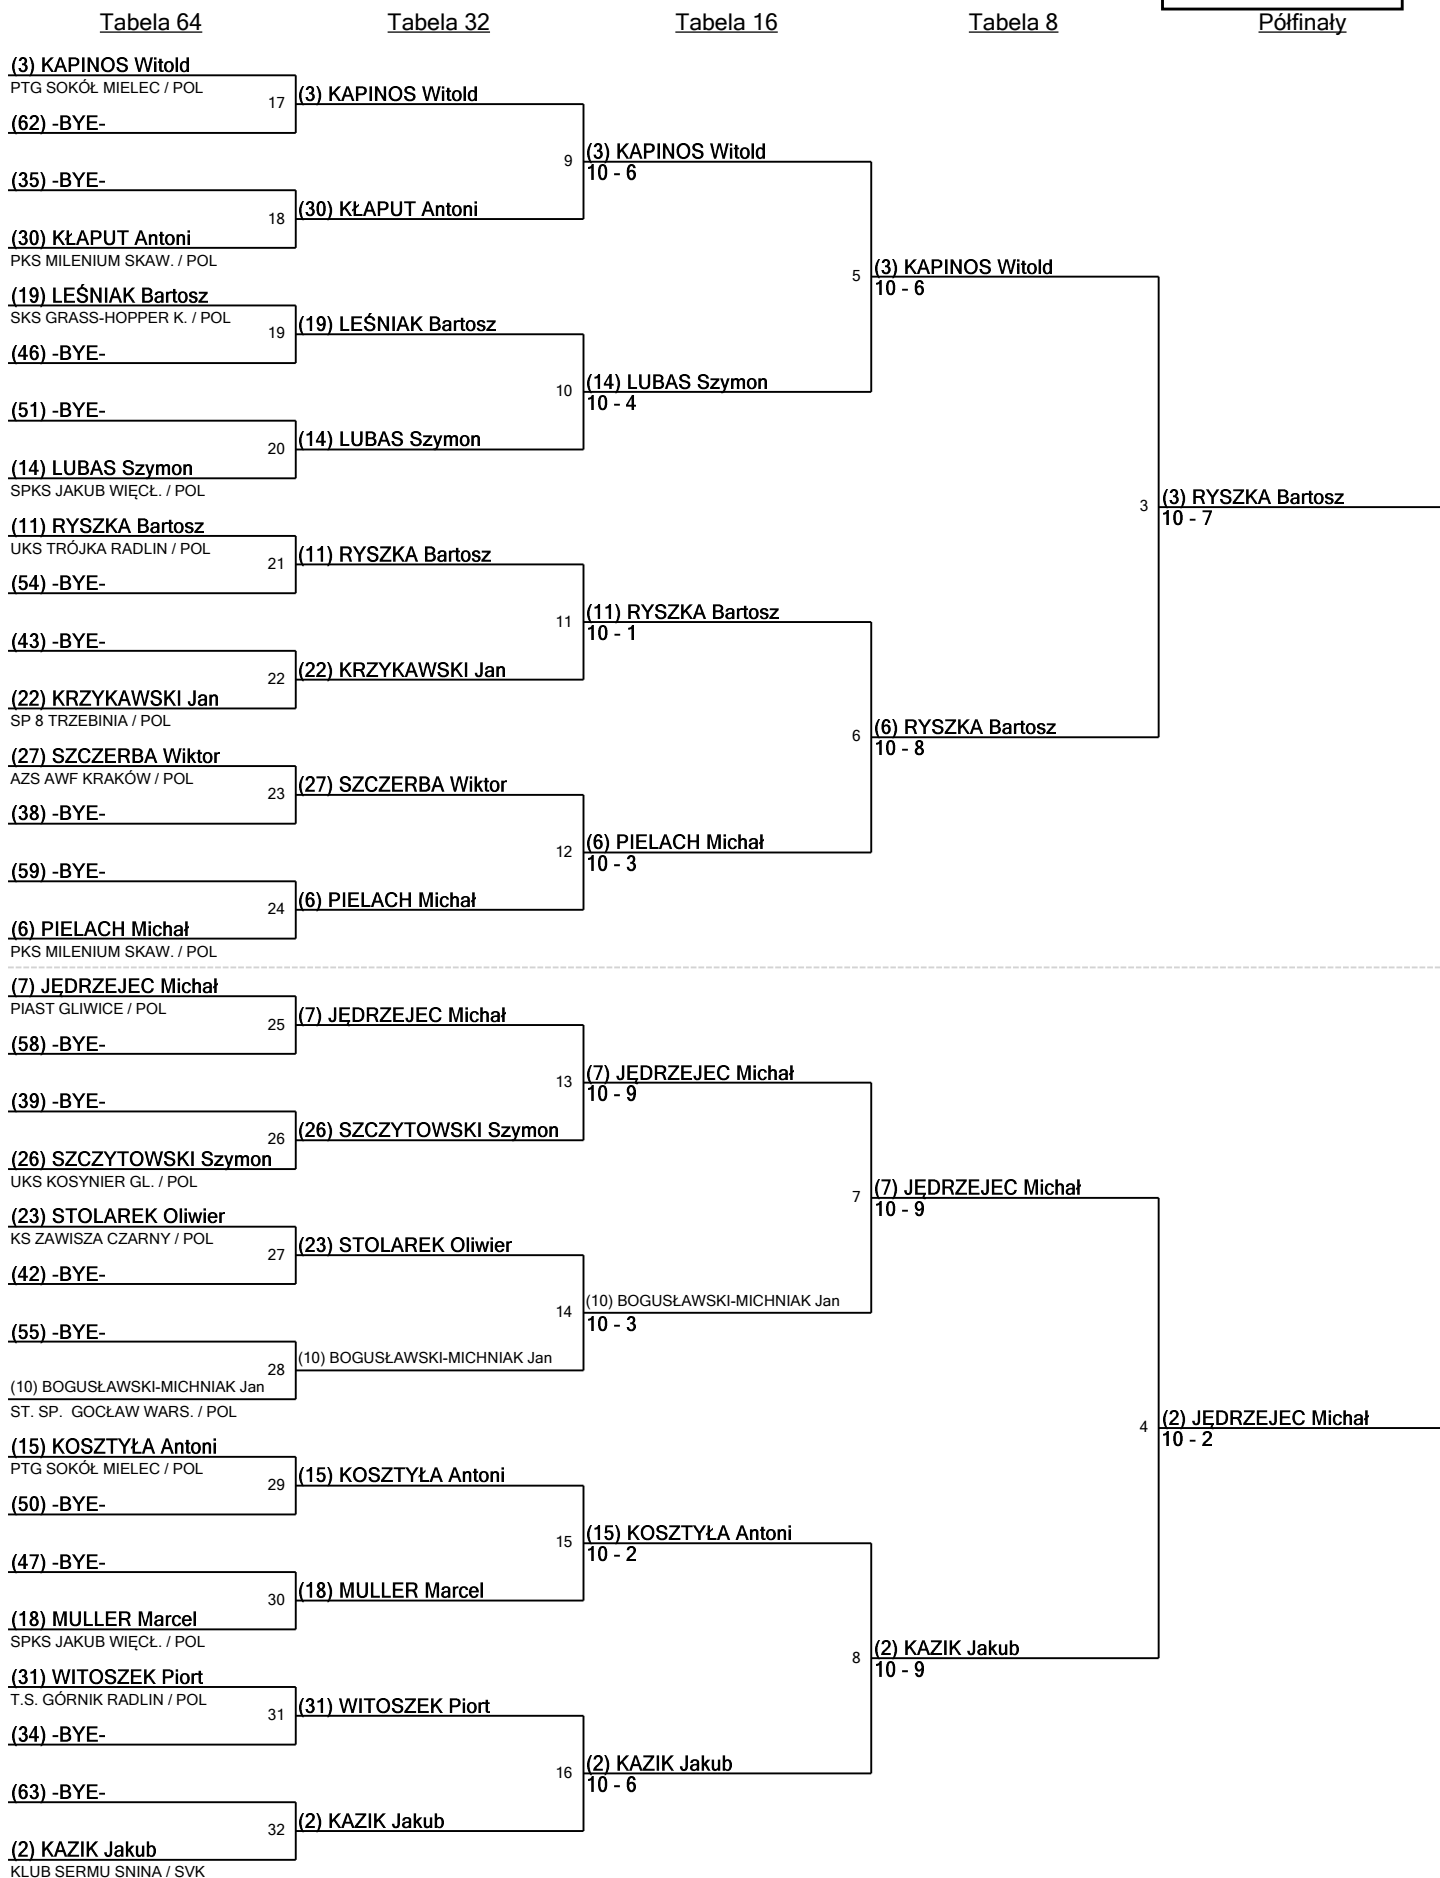 Tabela 64
Tabela 32
Tabela 16
Tabela 8
Półfinały
(3) KAPINOS Witold
PTG SOKÓŁ MIELEC / POL
17
(62) -BYE-
(35) -BYE-
18
(30) KŁAPUT Antoni
PKS MILENIUM SKAW. / POL
(19) LEŚNIAK Bartosz
SKS GRASS-HOPPER K. / POL
19
(46) -BYE-
(51) -BYE-
20
(14) LUBAS Szymon
SPKS JAKUB WIĘCŁ. / POL
(11) RYSZKA Bartosz
UKS TRÓJKA RADLIN / POL
21
(54) -BYE-
(43) -BYE-
22
(22) KRZYKAWSKI Jan
SP 8 TRZEBINIA / POL
(27) SZCZERBA Wiktor
AZS AWF KRAKÓW / POL
23
(38) -BYE-
(59) -BYE-
24
(6) PIELACH Michał
PKS MILENIUM SKAW. / POL
(7) JĘDRZEJEC Michał
PIAST GLIWICE / POL
25
(58) -BYE-
(39) -BYE-
26
(26) SZCZYTOWSKI Szymon
UKS KOSYNIER GL. / POL
(23) STOLAREK Oliwier
KS ZAWISZA CZARNY / POL
27
(42) -BYE-
(55) -BYE-
28
(10) BOGUSŁAWSKI-MICHNIAK Jan
ST. SP.  GOCŁAW WARS. / POL
(15) KOSZTYŁA Antoni
PTG SOKÓŁ MIELEC / POL
29
(50) -BYE-
(47) -BYE-
30
(18) MULLER Marcel
SPKS JAKUB WIĘCŁ. / POL
(31) WITOSZEK Piort
T.S. GÓRNIK RADLIN / POL
31
(34) -BYE-
(63) -BYE-
32
(2) KAZIK Jakub
KLUB SERMU SNINA / SVK
(3) KAPINOS Witold
9
(30) KŁAPUT Antoni
(19) LEŚNIAK Bartosz
10
(14) LUBAS Szymon
(11) RYSZKA Bartosz
11
(22) KRZYKAWSKI Jan
(27) SZCZERBA Wiktor
12
(6) PIELACH Michał
(7) JĘDRZEJEC Michał
13
(26) SZCZYTOWSKI Szymon
(23) STOLAREK Oliwier
14
(10) BOGUSŁAWSKI-MICHNIAK Jan
(15) KOSZTYŁA Antoni
15
(18) MULLER Marcel
(31) WITOSZEK Piort
16
(2) KAZIK Jakub
(3) KAPINOS Witold
10 - 6
5
(14) LUBAS Szymon
10 - 4
(11) RYSZKA Bartosz
10 - 1
6
(6) PIELACH Michał
10 - 3
(7) JĘDRZEJEC Michał
10 - 9
7
(10) BOGUSŁAWSKI-MICHNIAK Jan
10 - 3
(15) KOSZTYŁA Antoni
10 - 2
8
(2) KAZIK Jakub
10 - 6
(3) KAPINOS Witold
10 - 6
3
(6) RYSZKA Bartosz
10 - 8
(7) JĘDRZEJEC Michał
10 - 9
4
(2) KAZIK Jakub
10 - 9
(3) RYSZKA Bartosz
10 - 7
(2) JĘDRZEJEC Michał
10 - 2